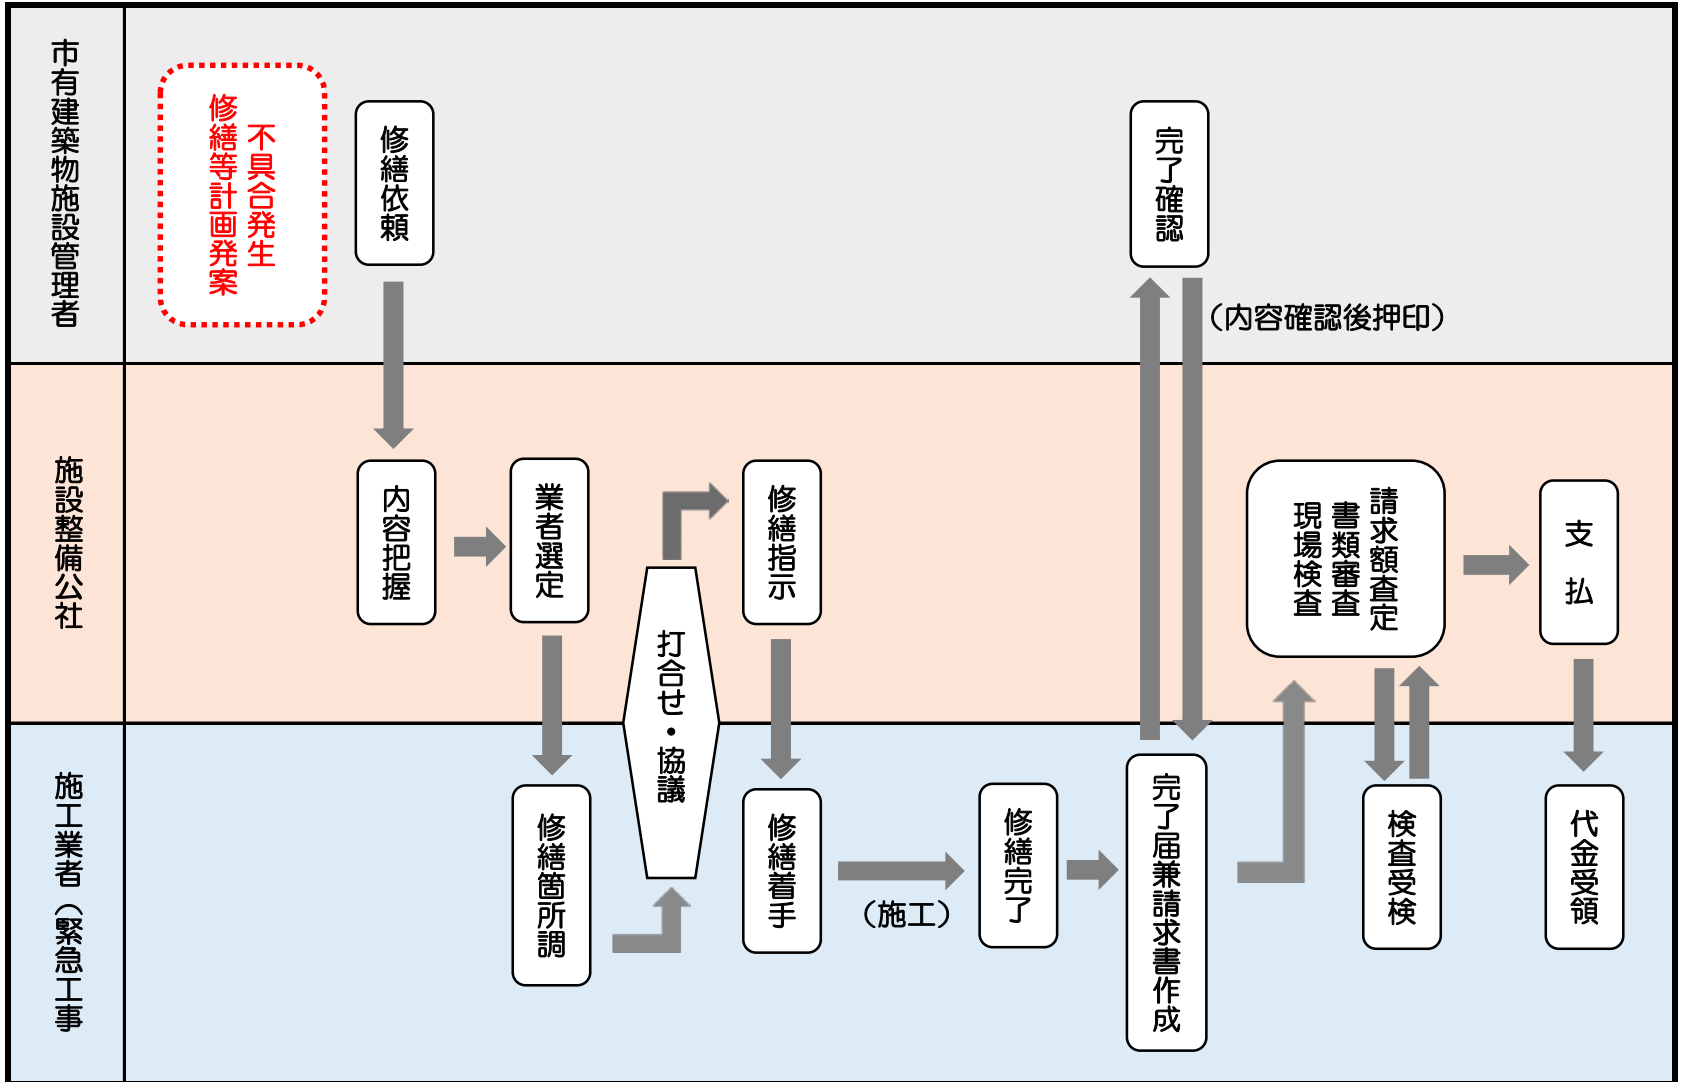 市有建築物施設管理者
不具合発生
修繕等計画発案
修繕依頼
完了確認
（内容確認後押印）
施設整備公社
内容把握
業者選定
打合せ・協議
修繕指示
請求額査定
書類審査
現場検査
支払
施工業者（緊急工事
修繕箇所調
修繕着手
（施工）
修繕完了
完了届兼請求書作成
検査受検
代金受領